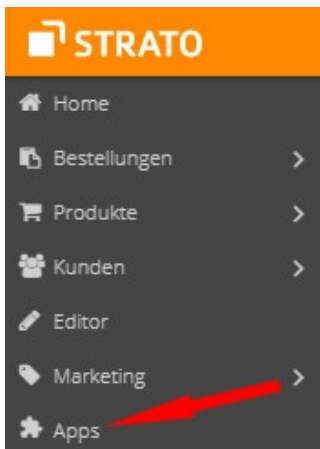 STRATO
Home
Bestellungen
Produkte
Kunden
Editor
Marketing
Apps